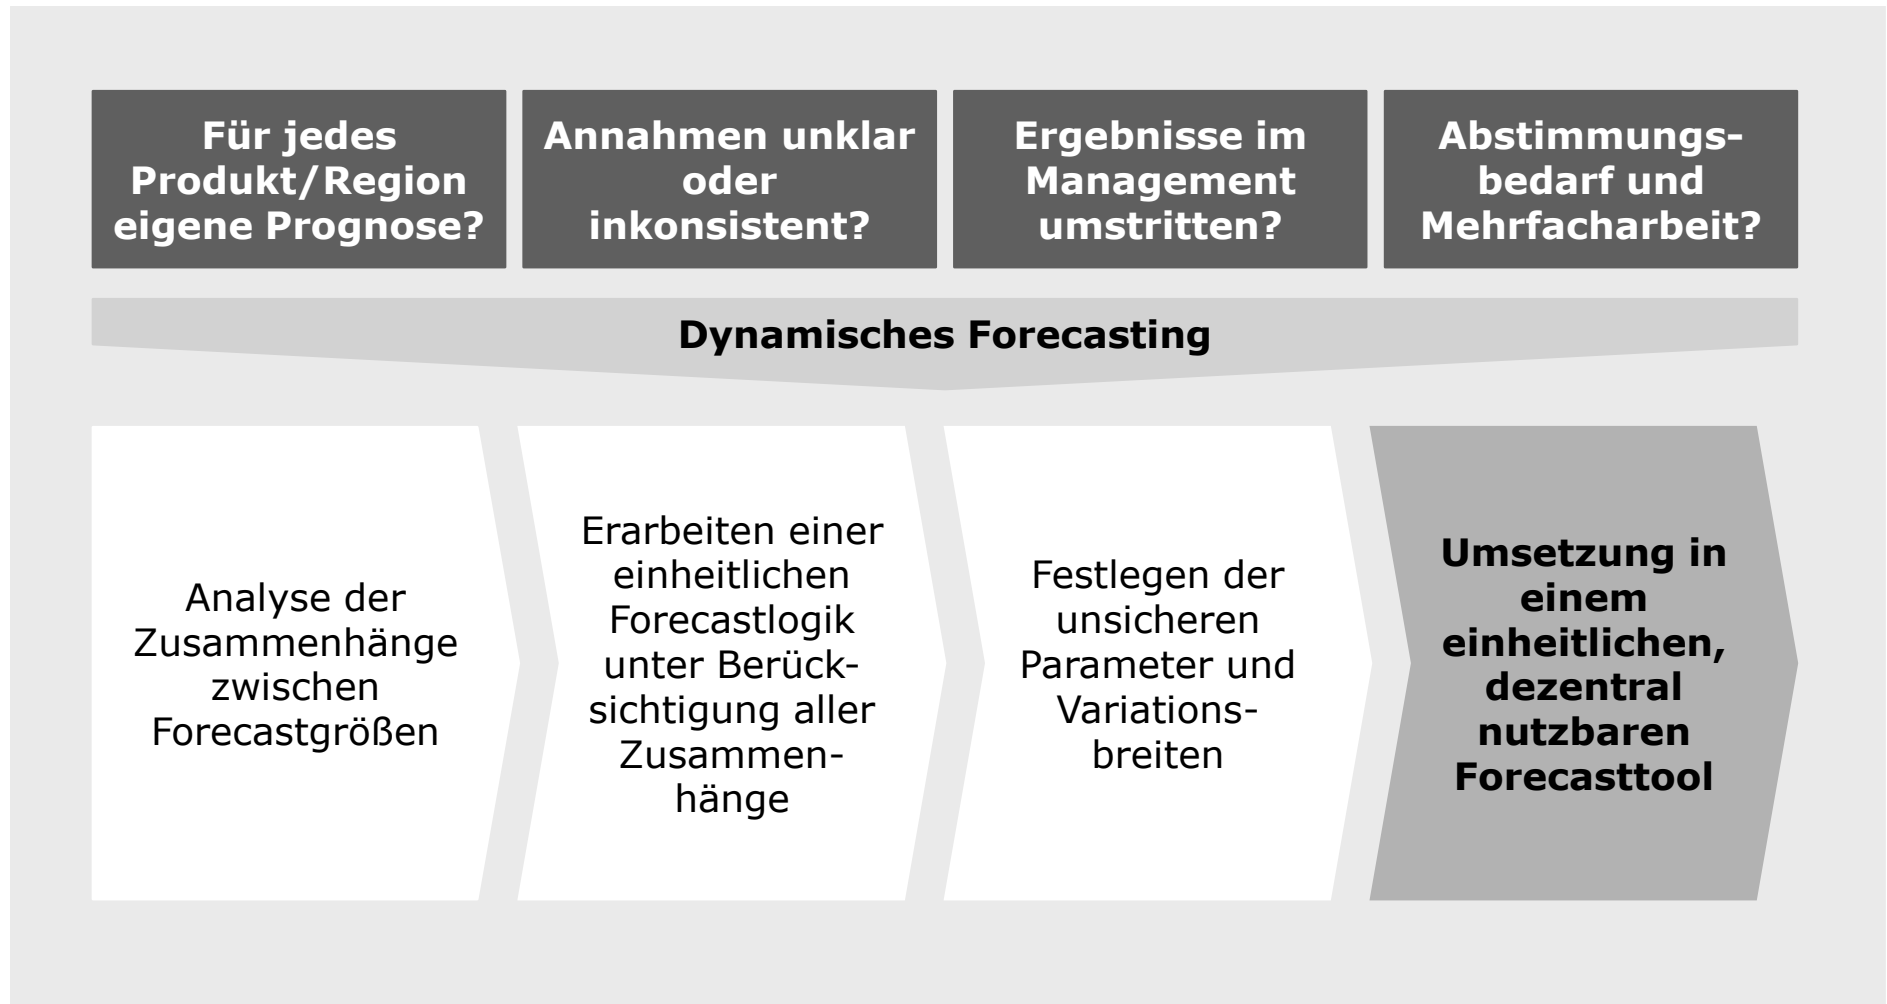 Für jedes
Produkt/Region
eigene Prognose?
Annahmen unklar
oder
inkonsistent?
Ergebnisse im
Management
umstritten?
Abstimmungs-
bedarf und
Mehrfacharbeit?
Dynamisches Forecasting
Analyse der
Zusammenhänge
zwischen
Forecastgrößen
Erarbeiten einer
einheitlichen
Forecastlogik
unter Berück-
sichtigung aller
Zusammen-
hänge
Festlegen der
unsicheren
Parameter und
Variations-
breiten
Umsetzung in
einem
einheitlichen,
dezentral
nutzbaren
Forecasttool